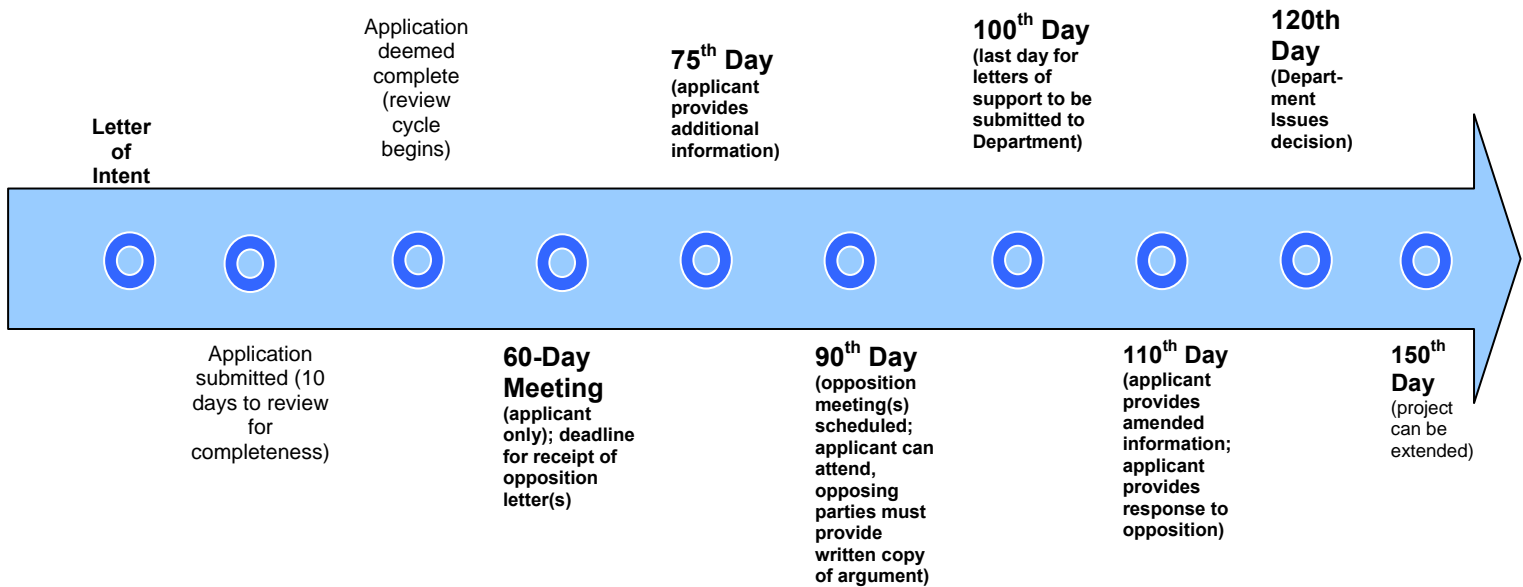 Letter
of
Intent
Application
submitted (10
days to review
for
completeness)
Application
deemed
complete
(review
cycle
begins)
60-Day
Meeting
(applicant
only); deadline
for receipt of
opposition
letter(s)
75th Day
(applicant
provides
additional
information)
90th Day
(opposition
meeting(s)
scheduled;
applicant can
attend,
opposing
parties must
provide
written copy
of argument)
100th Day
(last day for
letters of
support to be
submitted to
Department)
110th Day
(applicant
provides
amended
information;
applicant
provides
response to
opposition)
120th
Day
(Depart-
ment
Issues
decision)
150th
Day
(project
can be
extended)